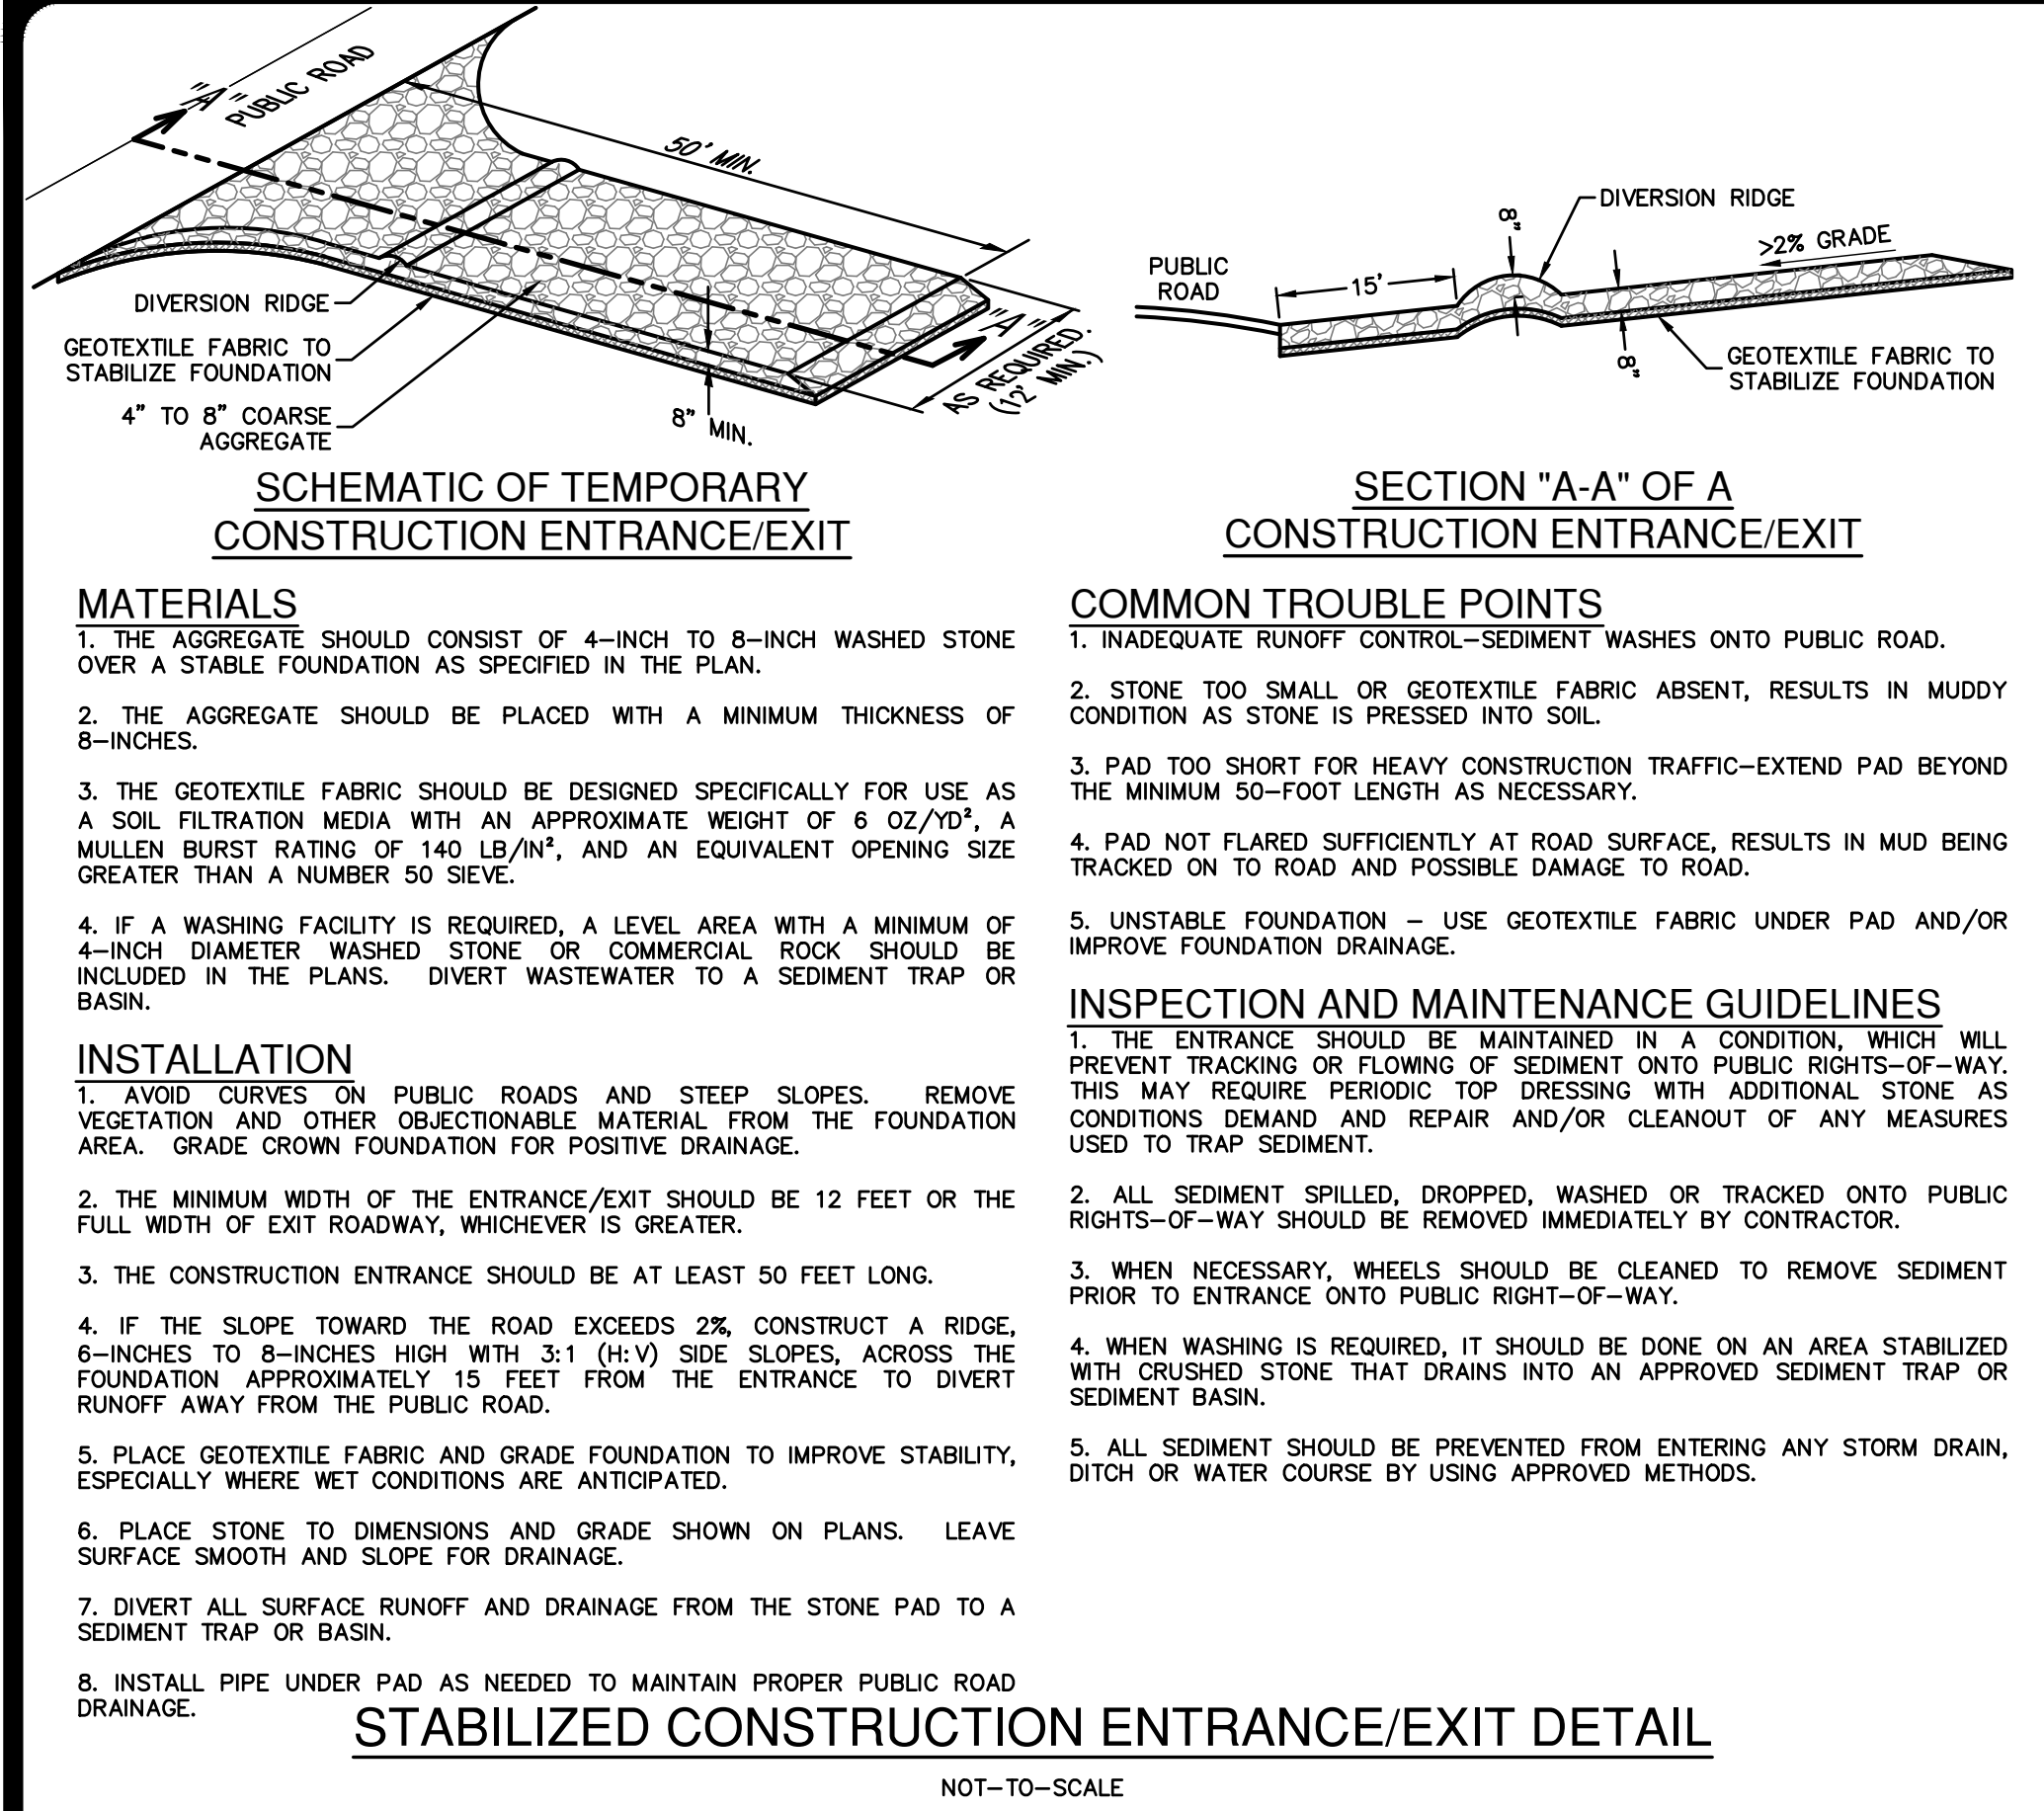 "A"
PUBLIC ROAD
50' MIN.
DIVERSION RIDGE
GEOTEXTILE FABRIC TO
STABILIZE FOUNDATION
4" TO 8" COARSE
AGGREGATE
8" MIN.
"A"
AS REQUIRED.
(12' MIN.)
SCHEMATIC OF TEMPORARY
CONSTRUCTION ENTRANCE/EXIT
PUBLIC
ROAD
15'
8"
DIVERSION RIDGE
>2% GRADE
8"
GEOTEXTILE FABRIC TO
STABILIZE FOUNDATION
SECTION "A-A" OF A
CONSTRUCTION ENTRANCE/EXIT
MATERIALS
1. THE AGGREGATE SHOULD CONSIST OF 4-INCH TO 8-INCH WASHED STONE
OVER A STABLE FOUNDATION AS SPECIFIED IN THE PLAN.
2. THE AGGREGATE SHOULD BE PLACED WITH A MINIMUM THICKNESS OF
8-INCHES.
3. THE GEOTEXTILE FABRIC SHOULD BE DESIGNED SPECIFICALLY FOR USE AS
A SOIL FILTRATION MEDIA WITH AN APPROXIMATE WEIGHT OF 6 OZ/YD², A
MULLEN BURST RATING OF 140 LB/IN², AND AN EQUIVALENT OPENING SIZE
GREATER THAN A NUMBER 50 SIEVE.
4. IF A WASHING FACILITY IS REQUIRED, A LEVEL AREA WITH A MINIMUM OF
4-INCH DIAMETER WASHED STONE OR COMMERCIAL ROCK SHOULD BE
INCLUDED IN THE PLANS. DIVERT WASTEWATER TO A SEDIMENT TRAP OR
BASIN.
INSTALLATION
1. AVOID CURVES ON PUBLIC ROADS AND STEEP SLOPES. REMOVE
VEGETATION AND OTHER OBJECTIONABLE MATERIAL FROM THE FOUNDATION
AREA. GRADE CROWN FOUNDATION FOR POSITIVE DRAINAGE.
2. THE MINIMUM WIDTH OF THE ENTRANCE/EXIT SHOULD BE 12 FEET OR THE
FULL WIDTH OF EXIT ROADWAY, WHICHEVER IS GREATER.
3. THE CONSTRUCTION ENTRANCE SHOULD BE AT LEAST 50 FEET LONG.
4. IF THE SLOPE TOWARD THE ROAD EXCEEDS 2%, CONSTRUCT A RIDGE,
6-INCHES TO 8-INCHES HIGH WITH 3:1 (H:V) SIDE SLOPES, ACROSS THE
FOUNDATION APPROXIMATELY 15 FEET FROM THE ENTRANCE TO DIVERT
RUNOFF AWAY FROM THE PUBLIC ROAD.
5. PLACE GEOTEXTILE FABRIC AND GRADE FOUNDATION TO IMPROVE STABILITY,
ESPECIALLY WHERE WET CONDITIONS ARE ANTICIPATED.
6. PLACE STONE TO DIMENSIONS AND GRADE SHOWN ON PLANS. LEAVE
SURFACE SMOOTH AND SLOPE FOR DRAINAGE.
7. DIVERT ALL SURFACE RUNOFF AND DRAINAGE FROM THE STONE PAD TO A
SEDIMENT TRAP OR BASIN.
8. INSTALL PIPE UNDER PAD AS NEEDED TO MAINTAIN PROPER PUBLIC ROAD
DRAINAGE.
COMMON TROUBLE POINTS
1. INADEQUATE RUNOFF CONTROL-SEDIMENT WASHES ONTO PUBLIC ROAD.
2. STONE TOO SMALL OR GEOTEXTILE FABRIC ABSENT, RESULTS IN MUDDY
CONDITION AS STONE IS PRESSED INTO SOIL.
3. PAD TOO SHORT FOR HEAVY CONSTRUCTION TRAFFIC-EXTEND PAD BEYOND
THE MINIMUM 50-FOOT LENGTH AS NECESSARY.
4. PAD NOT FLARED SUFFICIENTLY AT ROAD SURFACE, RESULTS IN MUD BEING
TRACKED ON TO ROAD AND POSSIBLE DAMAGE TO ROAD.
5. UNSTABLE FOUNDATION - USE GEOTEXTILE FABRIC UNDER PAD AND/OR
IMPROVE FOUNDATION DRAINAGE.
INSPECTION AND MAINTENANCE GUIDELINES
1. THE ENTRANCE SHOULD BE MAINTAINED IN A CONDITION, WHICH WILL
PREVENT TRACKING OR FLOWING OF SEDIMENT ONTO PUBLIC RIGHTS-OF-WAY.
THIS MAY REQUIRE PERIODIC TOP DRESSING WITH ADDITIONAL STONE AS
CONDITIONS DEMAND AND REPAIR AND/OR CLEANOUT OF ANY MEASURES
USED TO TRAP SEDIMENT.
2. ALL SEDIMENT SPILLED, DROPPED, WASHED OR TRACKED ONTO PUBLIC
RIGHTS-OF-WAY SHOULD BE REMOVED IMMEDIATELY BY CONTRACTOR.
3. WHEN NECESSARY, WHEELS SHOULD BE CLEANED TO REMOVE SEDIMENT
PRIOR TO ENTRANCE ONTO PUBLIC RIGHT-OF-WAY.
4. WHEN WASHING IS REQUIRED, IT SHOULD BE DONE ON AN AREA STABILIZED
WITH CRUSHED STONE THAT DRAINS INTO AN APPROVED SEDIMENT TRAP OR
SEDIMENT BASIN.
5. ALL SEDIMENT SHOULD BE PREVENTED FROM ENTERING ANY STORM DRAIN,
DITCH OR WATER COURSE BY USING APPROVED METHODS.
STABILIZED CONSTRUCTION ENTRANCE/EXIT DETAIL
NOT-TO-SCALE